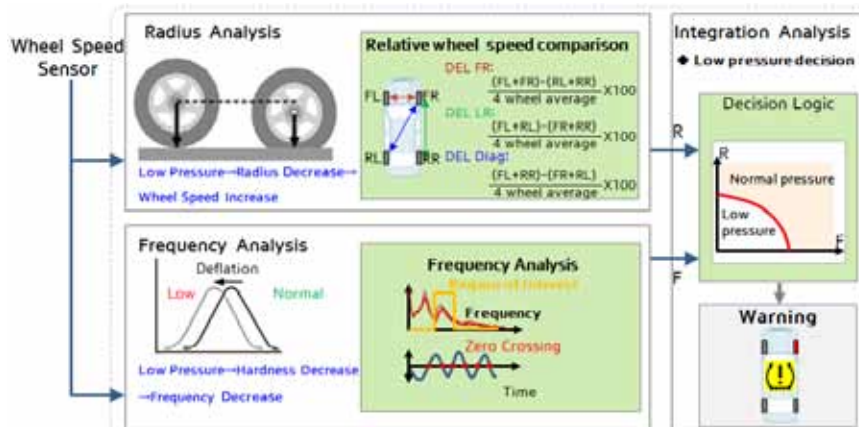 Wheel Speed
Sensor
Radius Analysis
Low Pressure→Radius Decrease→
Wheel Speed Increase
Relative wheel speed comparison
FL
FR
RL
RR
DEL FR:
(FL+FR)-(RL+RR)
4 wheel average
X100
DEL LR:
(FL+RL)-(FR+RR)
4 wheel average
X100
DEL Diag:
(FL+RR)-(FR+RL)
4 wheel average
X100
Frequency Analysis
Deflation
Low
Normal
Low Pressure→Hardness Decrease
→Frequency Decrease
Frequency Analysis
Region of Interest
Frequency
Zero Crossing
Time
R
F
Integration Analysis
◆ Low pressure decision
Decision Logic
R
Normal pressure
Low
pressure
F
Warning
(!)